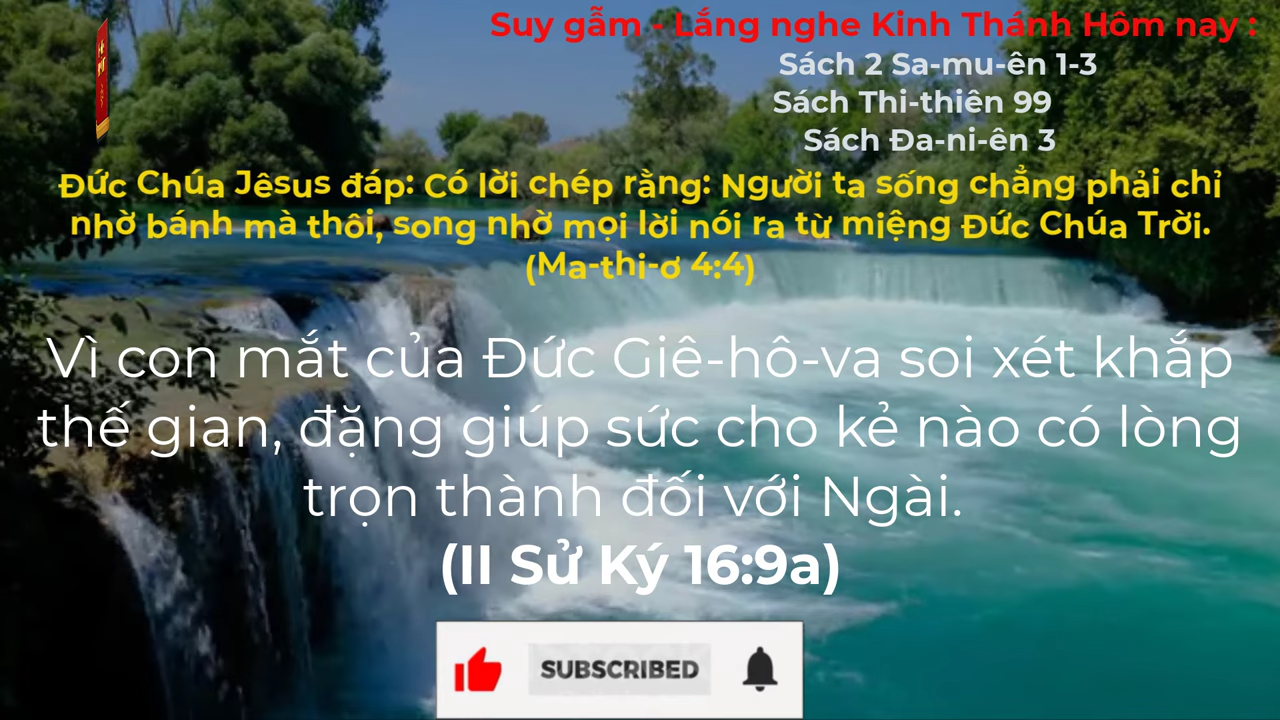 Suy gẫm - Lắng nghe Kinh Thánh Hôm nay :
Sách 2 Sa-mu-ên 1-3
Sách Thi-thiên 99
Sách Đa-ni-ên 3
Đức Chúa Jêsus đáp: Có lời chép rằng: Người ta sống chẳng phải chỉ
nhờ bánh mà thôi, song nhờ mọi lời nói ra từ miệng Đức Chúa Trời.
(Ma-thi-ơ 4:4)
Vì con mắt của Đức Giê-hô-va soi xét khắp
thế gian, đặng giúp sức cho kẻ nào có lòng
trọn thành đối với Ngài.
(II Sử Ký 16:9a)
SUBSCRIBED